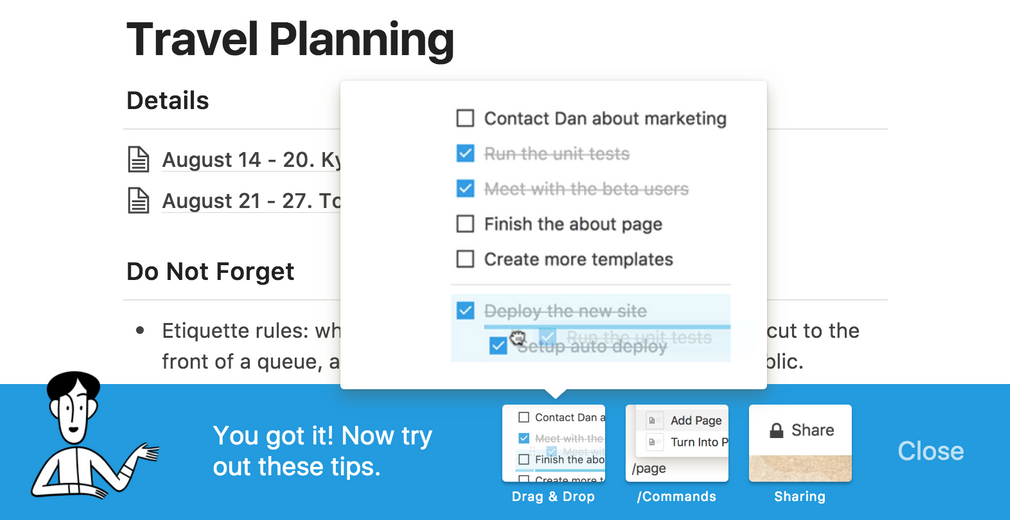 Travel Planning
Details
August 14 - 20. Ky
August 21 - 27. To
Do Not Forget
• Etiquette rules: wh
cut to the
front of a queue, a
Contact Dan about marketing
Run the unit tests
Meet with the beta users
Finish the about page
Create more templates
Deploy the new site
Run the unit tests
Setup auto deploy
You got it! Now try
out these tips.
Contact Dan a
Meet with the
Finish the abo
Create more t
Drag & Drop
Add Page
Turn Into P
/page
/Commands
Share
Sharing
Close